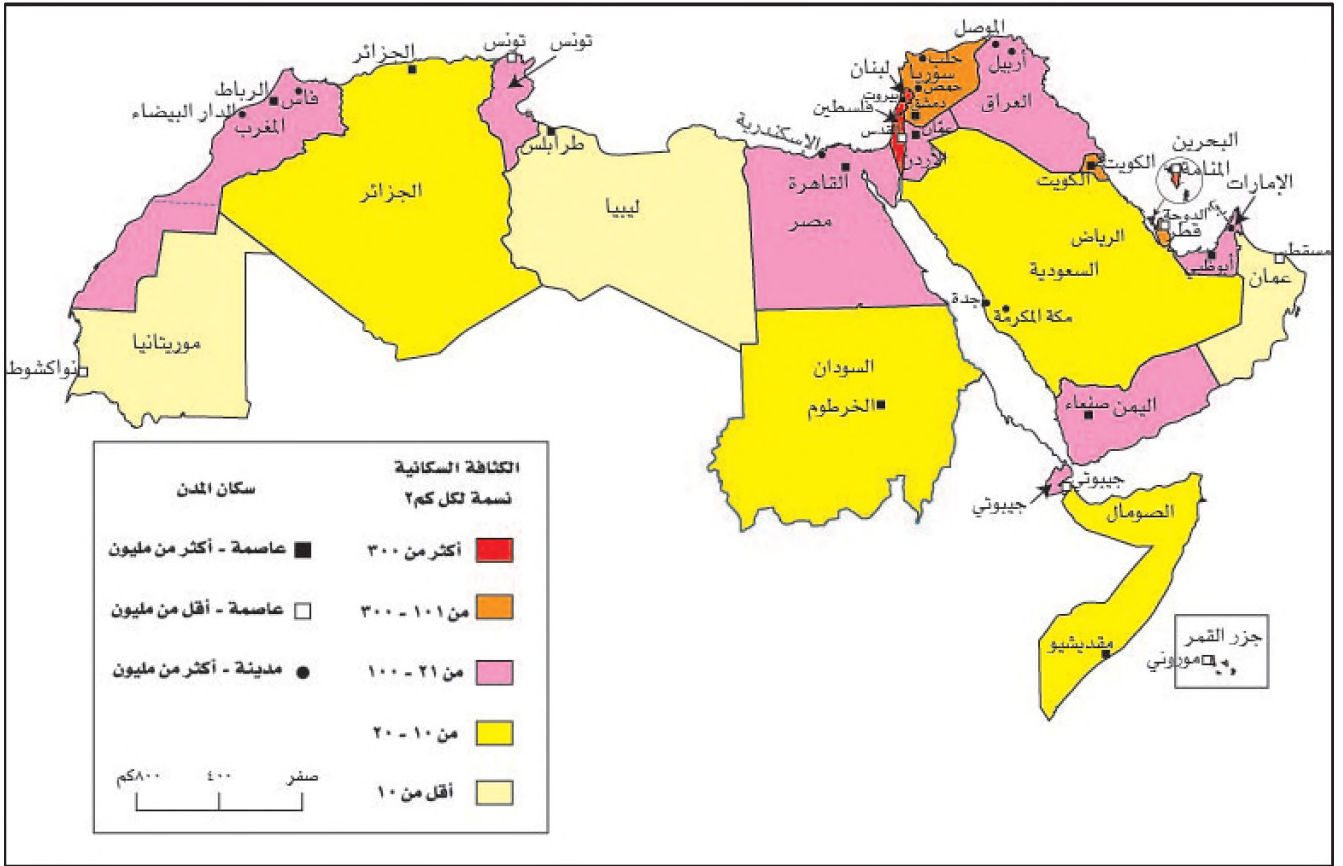 الموصل
أربيل
العراق
حلب
سوريا
حمص
دمشق
لبنان
بيروت
فلسطين
القدس
عمّان
الأردن
الإسكندرية
القاهرة
مصر
تونس
تونس
الجزائر
الجزائر
الرباط
فاس
الدار البيضاء
المغرب
طرابلس
ليبيا
موريتانيا
نواكشوط
السودان
الخرطوم
الكويت
الكويت
البحرين
المنامة
الإمارات
الدوحة
قطر
أبوظبي
مسقط
عمان
الرياض
السعودية
جدة
مكة المكرمة
اليمن
صنعاء
جيبوتي
جيبوتي
الصومال
مقديشيو
جزر القمر
موروني
الكثافة السكانية
نسمة لكل كم٢
أكثر من ٣٠٠
من ١٠١ - ٣٠٠
من ٢١ - ١٠٠
من ١٠ - ٢٠
أقل من ١٠
سكان المدن
عاصمة - أكثر من مليون
عاصمة - أقل من مليون
مدينة - أكثر من مليون
صفر ٤٠٠ ٨٠٠كم